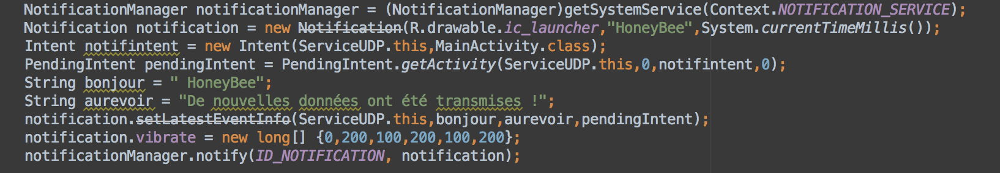 NotificationManager notificationManager = (NotificationManager)getSystemService(Context.NOTIFICATION_SERVICE);
Notification notification = new Notification(R.drawable.ic_launcher,"HoneyBee",System.currentTimeMillis());
Intent notifintent = new Intent(ServiceUDP.this,MainActivity.class);
PendingIntent pendingIntent = PendingIntent.getActivity(ServiceUDP.this,0,notifintent,0);
String bonjour = " HoneyBee";
String aurevoir = "De nouvelles données ont été transmises !";
notification.setLatestEventInfo(ServiceUDP.this,bonjour,aurevoir,pendingIntent);
notification.vibrate = new long[] {0,200,100,200,100,200};
notificationManager.notify(ID_NOTIFICATION, notification);